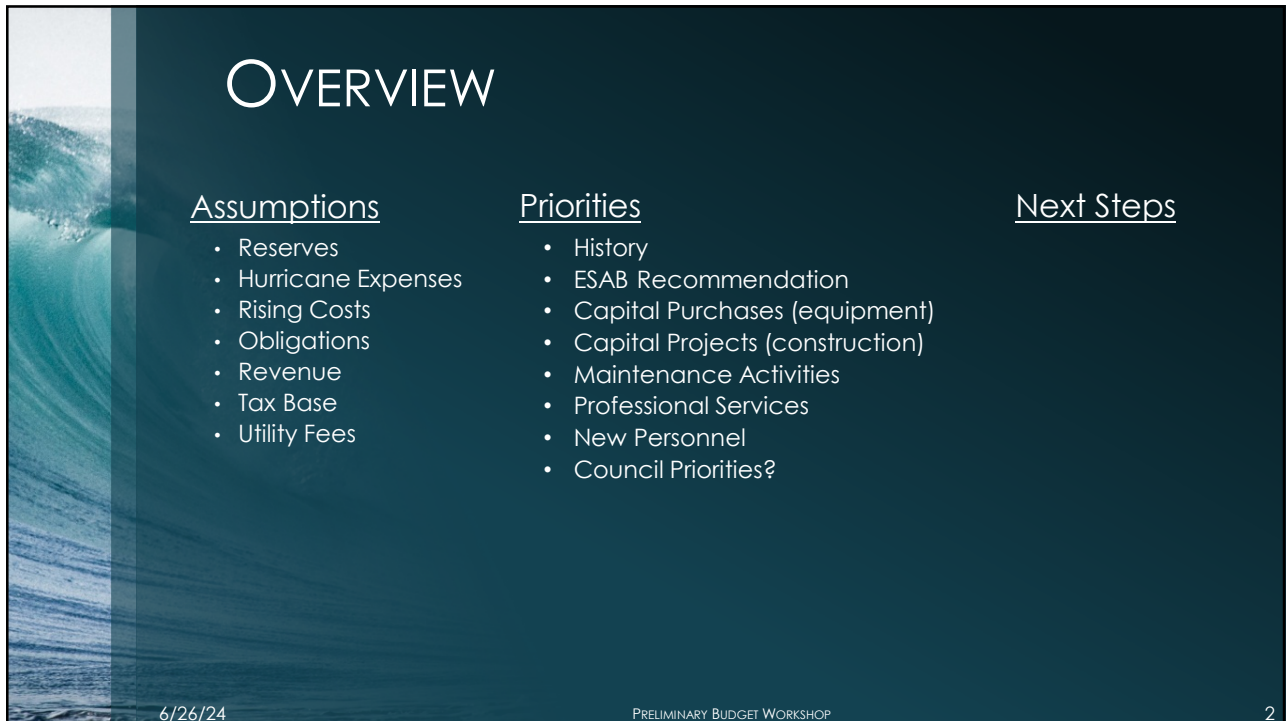 OVERVIEW
Assumptions
• Reserves
• Hurricane Expenses
• Rising Costs
• Obligations
• Revenue
• Tax Base
• Utility Fees
Priorities
• History
• ESAB Recommendation
• Capital Purchases (equipment)
• Capital Projects (construction)
• Maintenance Activities
• Professional Services
• New Personnel
• Council Priorities?
Next Steps
6/26/24
PRELIMINARY BUDGET WORKSHOP
2